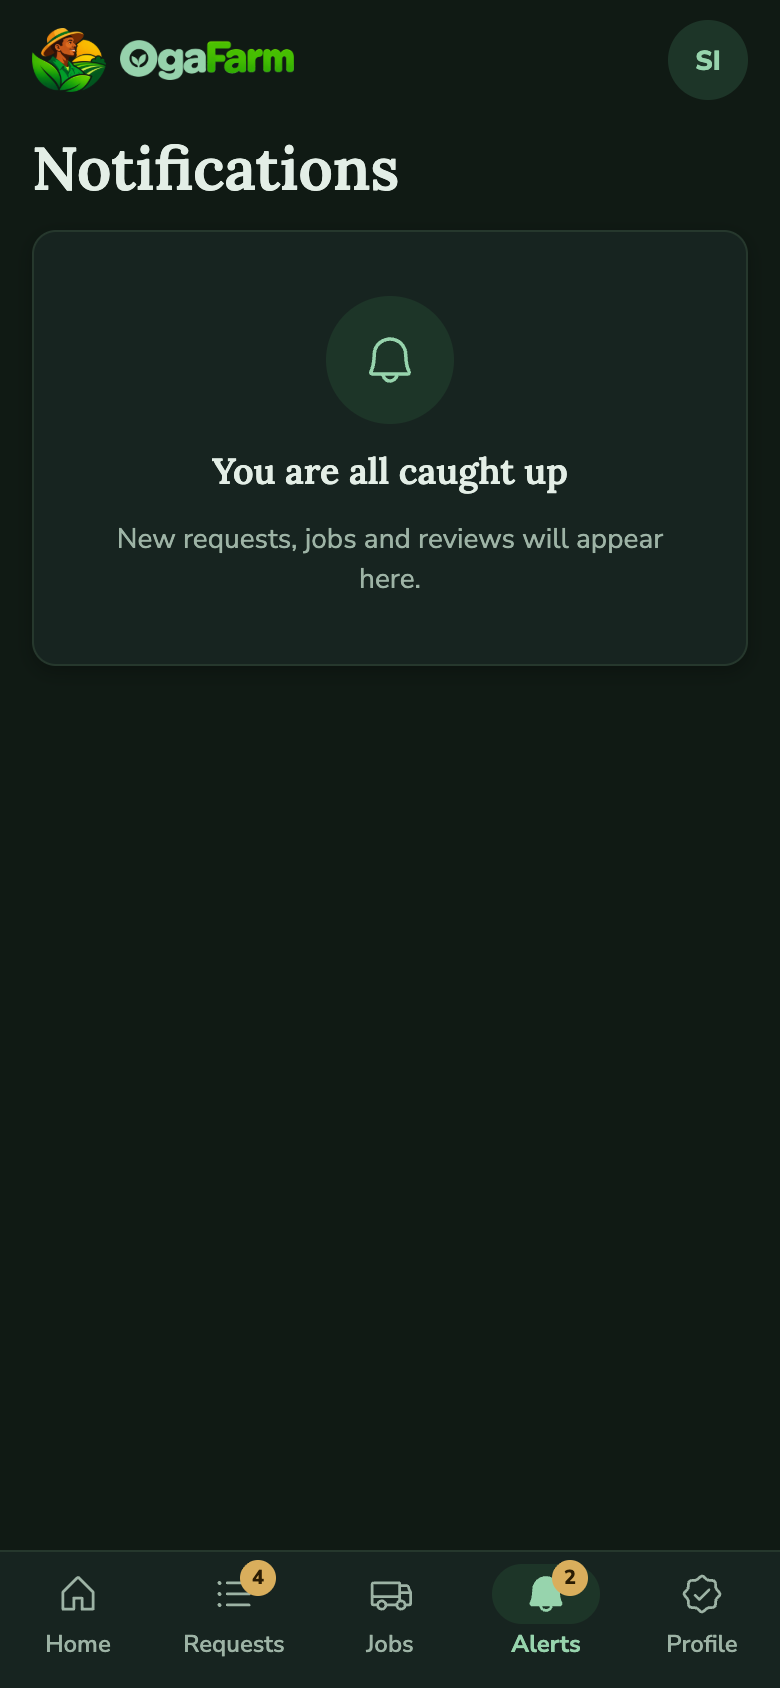 OgaFarm
SI
Notifications
You are all caught up
New requests, jobs and reviews will appear
here.
4
2
Home
Requests
Jobs
Alerts
Profile